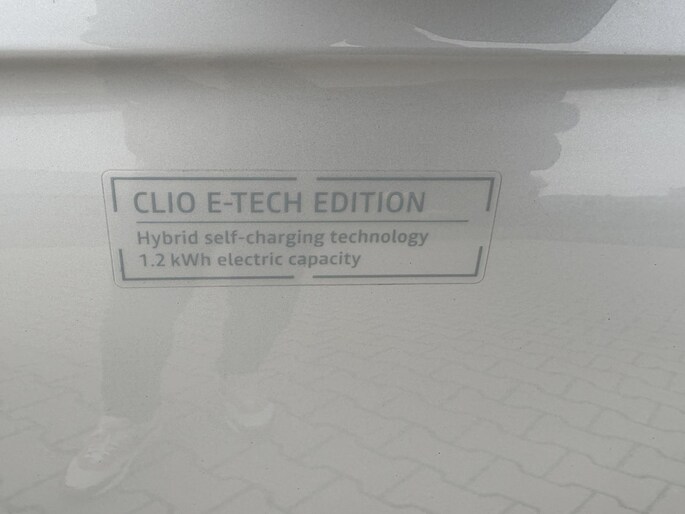 CLIO E-TECH EDITION
Hybrid self-charging technology
1.2 kWh electric capacity